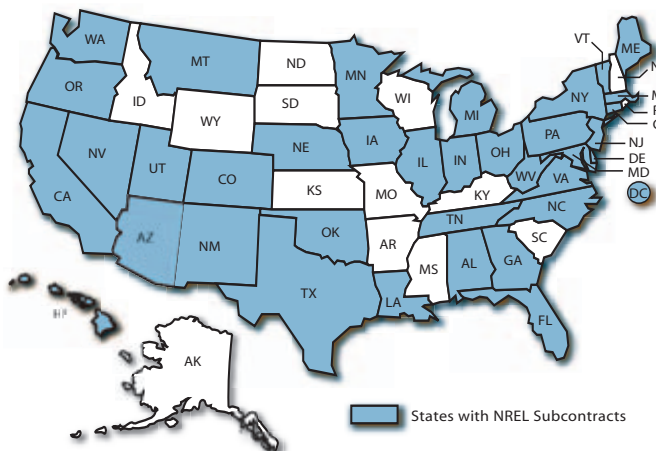 WA
MT
ND
MN
VT
ME
N
OR
ID
SD
WI
MI
NY
M
R
C
WY
NE
IA
IL
IN
OH
PA
NJ
DE
MD
DC
NV
UT
CO
KS
MO
KY
WV
VA
CA
AZ
NM
OK
AR
TN
NC
SC
TX
LA
MS
AL
GA
FL
AK
States with NREL Subcontracts